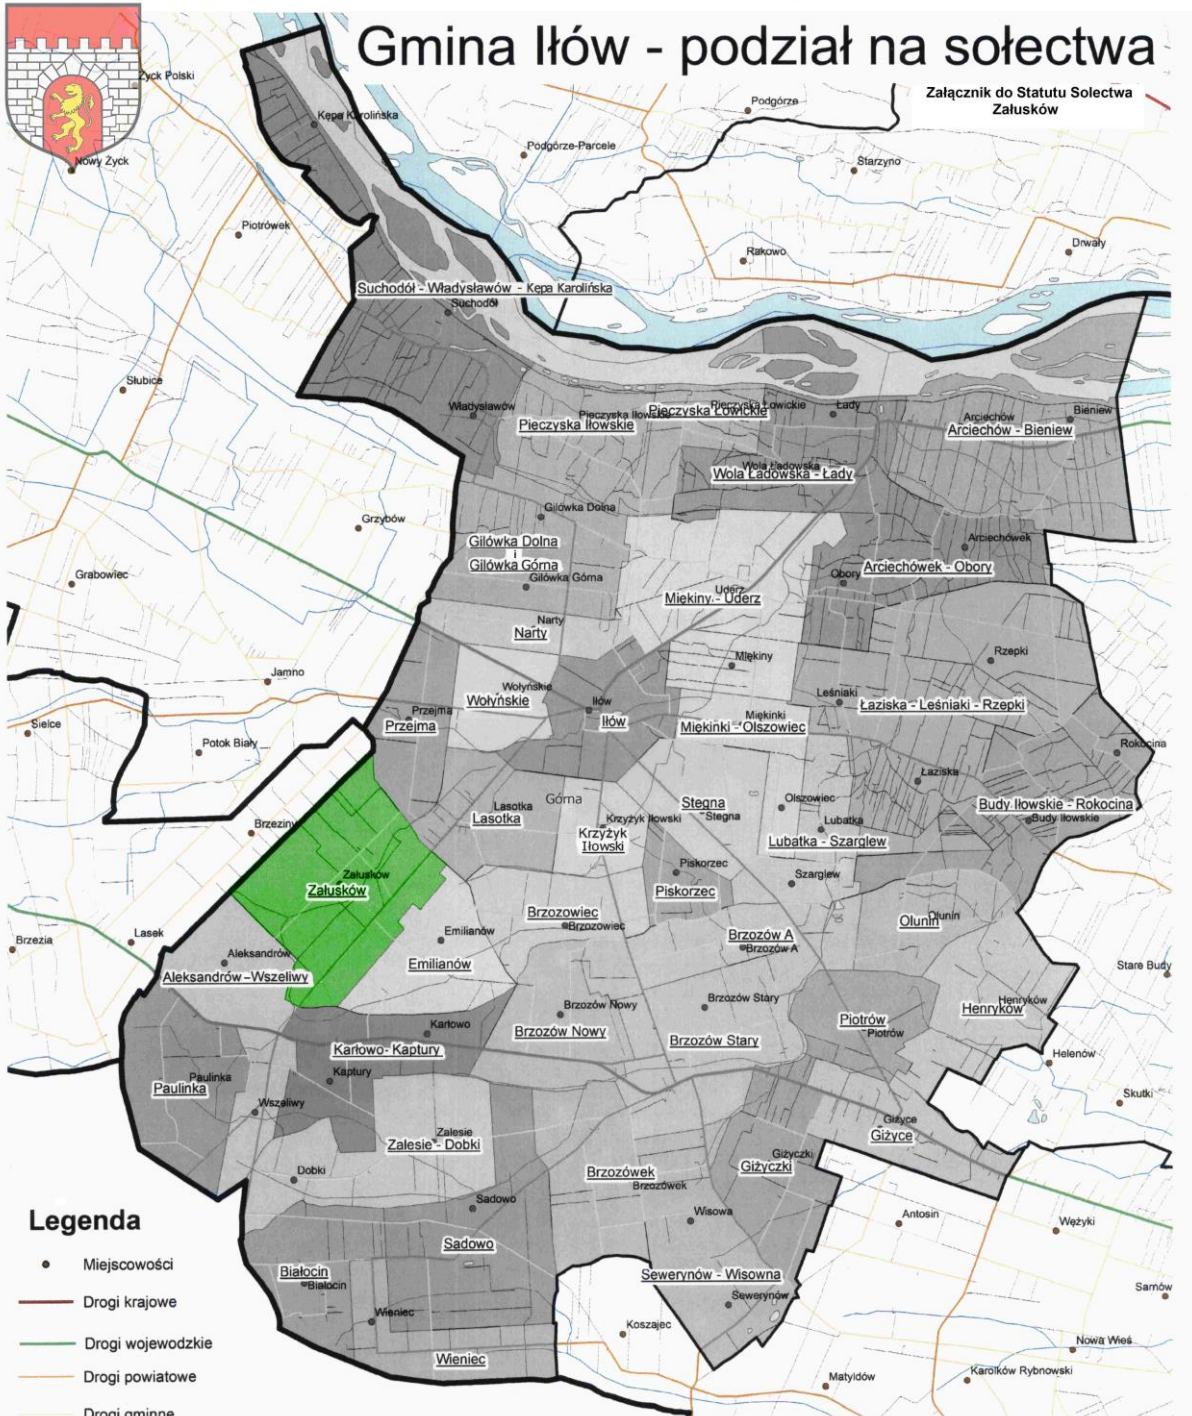 Gmina Iłów - podział na sołectwa
Załącznik do Statutu Solectwa
Załusków
Życk Polski
Nowy Życk
Kępa Karolińska
Podgórze
Podgórze-Parcele
Starzyno
Piotrówek
Rakowo
Drwały
Suchodół - Władysławów - Kępa Karolińska
Suchodół
Słubice
Władysławów
Pieczyska Iłowskie
Pieczyska Iłowskie
Pieczyska Łowickie
Pieczyska Łowickie
Łady
Arciechów
Bieniew
Arciechów - Bieniew
Wola Ładowska
Wola Ładowska - Łady
Gilówka Dolna
Grzybów
Gilówka Dolna
i
Gilówka Górna
Gilówka Górna
Arciechówek
Arciechówek - Obory
Obory
Grabowiec
Uderz
Miękiny - Uderz
Narty
Narty
Miękiny
Rzepki
Jamno
Wołyńskie
Wołyńskie
Iłów
Iłów
Leśniaki
Łaziska - Leśniaki - Rzepki
Przejma
Przejma
Miękinki
Miękinki - Olszowiec
Sielce
Potok Biały
Rokocina
Łaziska
Górna
Lasotka
Lasotka
Stegna
Stegna
Olszowiec
Budy Iłowskie - Rokocina
Budy Iłowskie
Brzeziny
Krzyżyk Iłowski
Krzyżyk
Iłowski
Lubatka
Lubatka - Szarglew
Załusków
Załusków
Piskorzec
Piskorzec
Szarglew
Brzozowiec
Brzozowiec
Olunin
Olunin
Brzezia
Lasek
Emilianów
Emilianów
Brzozów A
Brzozów A
Aleksandrów
Aleksandrów - Wszeliwy
Stare Budy
Brzozów Nowy
Brzozów Nowy
Brzozów Stary
Brzozów Stary
Piotrów
Piotrów
Henryków
Henryków
Karłowo
Karłowo - Kaptury
Kaptury
Helenów
Paulinka
Paulinka
Wszeliwy
Skutki
Zalesie
Zalesie - Dobki
Giżyce
Giżyce
Dobki
Brzozówek
Brzozówek
Giżyczki
Giżyczki
Sadowo
Sadowo
Wisowa
Antosin
Wężyki
Legenda
Miejscowości
Drogi krajowe
Drogi wojewodzkie
Drogi powiatowe
Drogi gminne
Białocin
Białocin
Sewerynów - Wisowna
Sewerynów
Sarnów
Wieniec
Wieniec
Koszajec
Nowa Wieś
Matyldów
Karolków Rybnowski